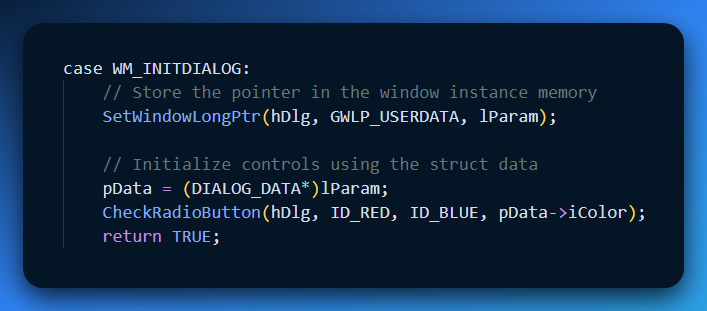 case WM_INITDIALOG:
    // Store the pointer in the window instance memory
    SetWindowLongPtr(hDlg, GWLP_USERDATA, lParam);

    // Initialize controls using the struct data
    pData = (DIALOG_DATA*)lParam;
    CheckRadioButton(hDlg, ID_RED, ID_BLUE, pData->iColor);
    return TRUE;